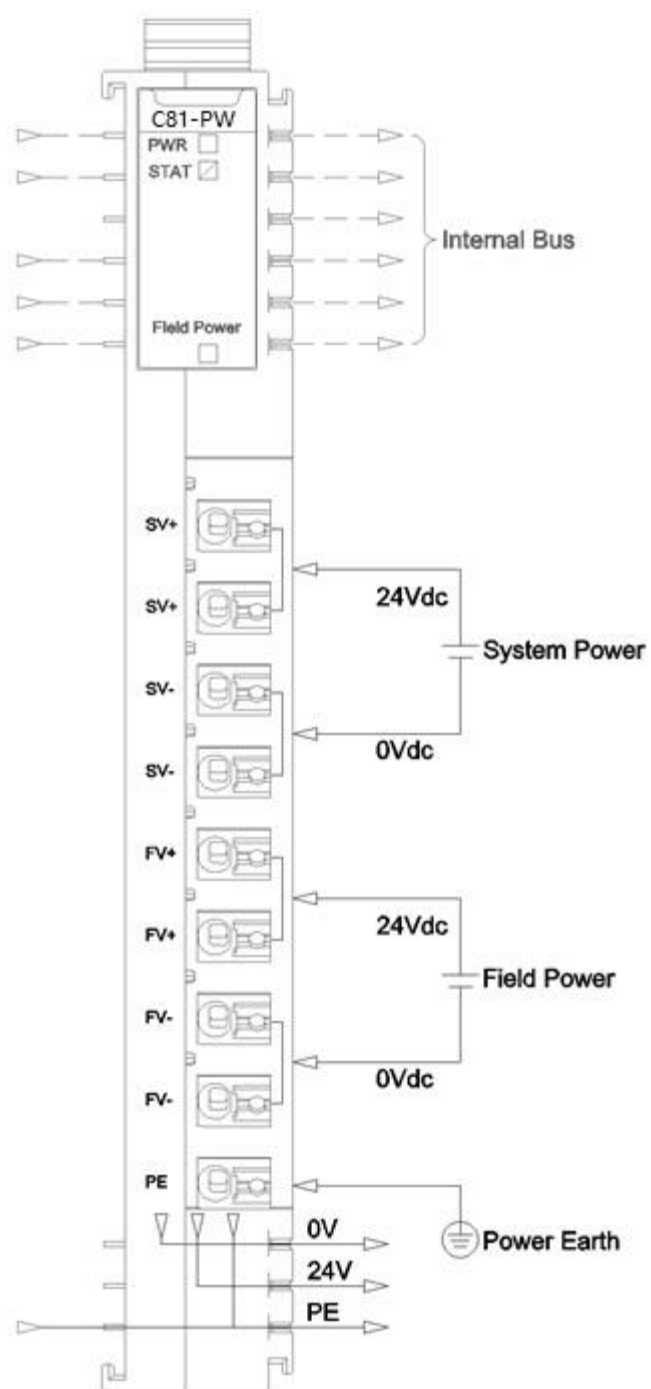 C81-PW
PWR
STAT
Internal Bus
Field Power
SV+
SV+
24Vdc
System Power
SV-
0Vdc
SV-
FV+
FV+
24Vdc
Field Power
FV-
0Vdc
FV-
PE
0V
Power Earth
24V
PE